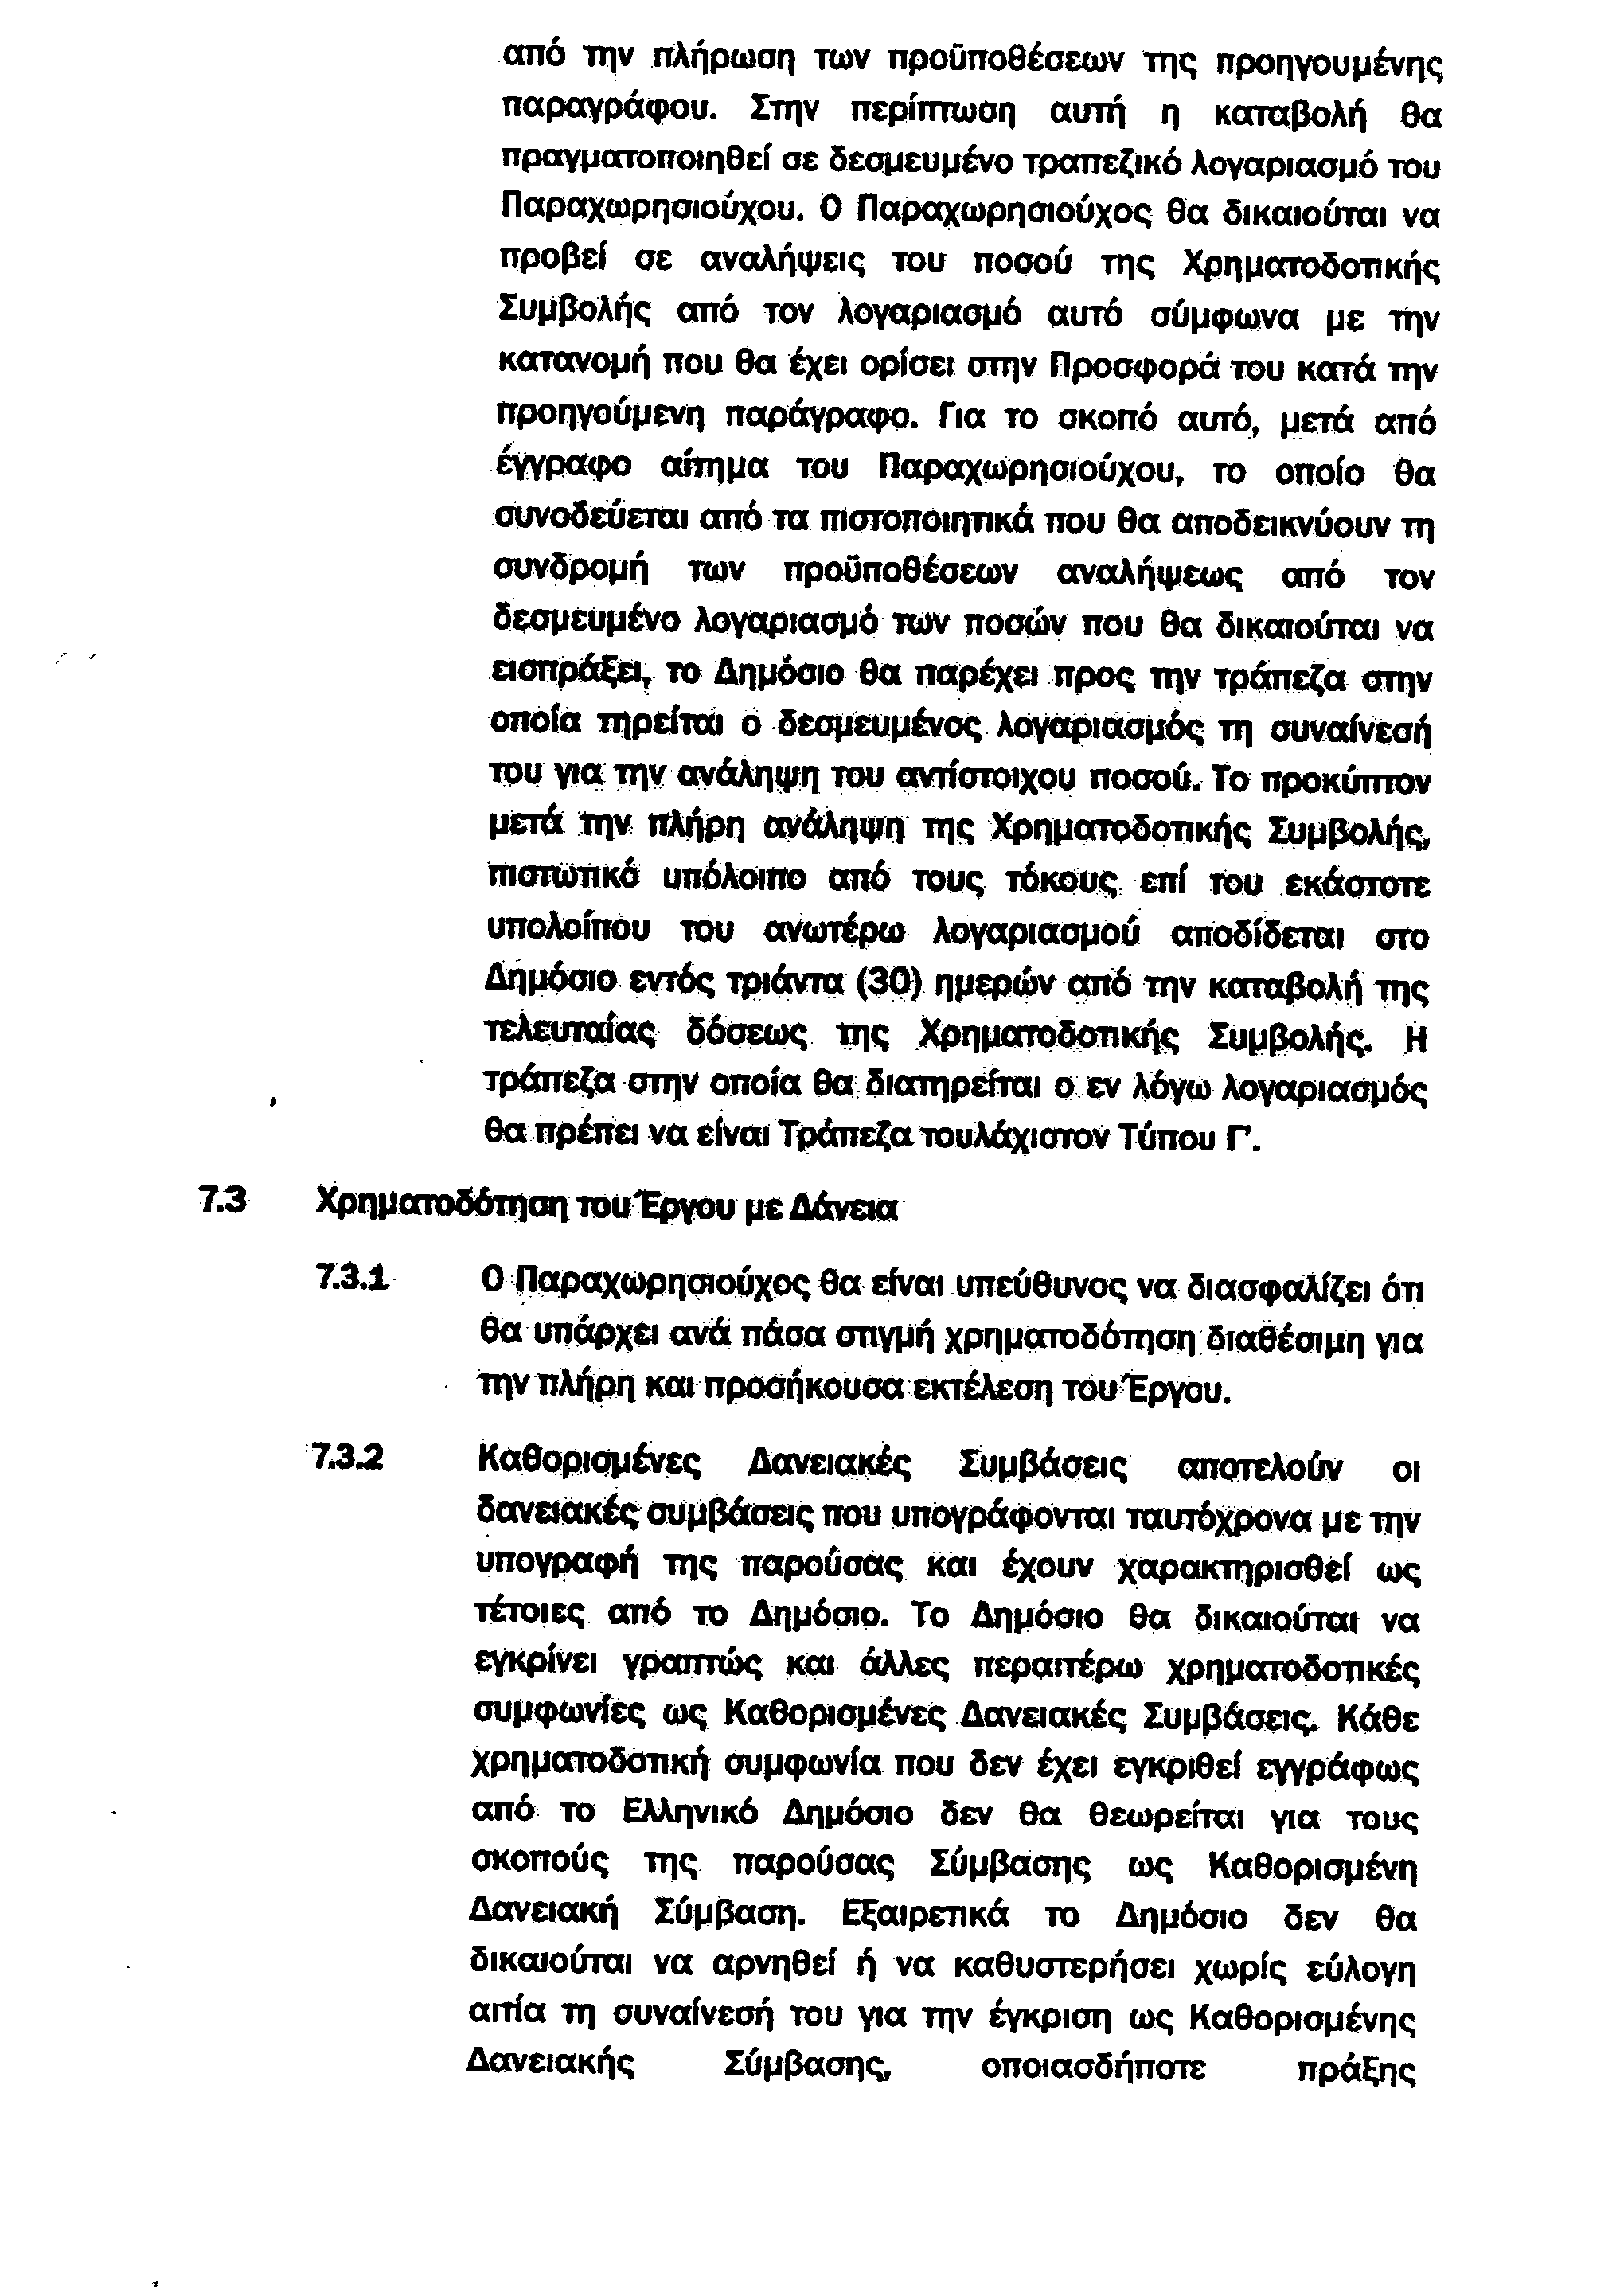 από την πλήρωση των προϋποθέσεων της προηγουμένης
παραγράφου. Στην περίπτωση αυτή η καταβολή θα
πραγματοποιηθεί σε δεσμευμένο τραπεζικό λογαριασμό του
Παραχωρησιούχου. Ο Παραχωρησιούχος θα δικαιούται να
προβεί σε αναλήψεις του ποσού της Χρηματοδοτικής
Συμβολής από τον λογαριασμό αυτό σύμφωνα με την
κατανομή που θα έχει ορίσει στην Προσφορά του κατά την
προηγούμενη παράγραφο. Για το σκοπό αυτό, μετά από
έγγραφο αίτημα του Παραχωρησιούχου, το οποίο θα
συνοδεύεται από τα πιστοποιητικά που θα αποδεικνύουν τη
συνδρομή των προϋποθέσεων αναλήψεως από τον
δεσμευμένο λογαριασμό των ποσών που θα δικαιούται να
εισπράξει, το Δημόσιο θα παρέχει προς την τράπεζα στην
οποία τηρείται ο δεσμευμένος λογαριασμός τη συναίνεσή
του για την ανάληψη του αντίστοιχου ποσού. Το προκύπτον
μετά την πλήρη ανάληψη της Χρηματοδοτικής Συμβολής,
πιστωτικό υπόλοιπο από τους τόκους επί του εκάστοτε
υπολοίπου του ανωτέρω λογαριασμού αποδίδεται στο
Δημόσιο εντός τριάντα (30) ημερών από την καταβολή της
τελευταίας δόσεως της Χρηματοδοτικής Συμβολής. Η
τράπεζα στην οποία θα διατηρείται ο εν λόγω λογαριασμός
θα πρέπει να είναι Τράπεζα τουλάχιστον Τύπου Γ'.
7.3 Χρηματοδότηση του Έργου με Δάνεια
7.3.1 Ο Παραχωρησιούχος θα είναι υπεύθυνος να διασφαλίζει ότι
θα υπάρχει ανά πάσα στιγμή χρηματοδότηση διαθέσιμη για
την πλήρη και προσήκουσα εκτέλεση του Έργου.
7.3.2 Καθορισμένες Δανειακές Συμβάσεις αποτελούν οι
δανειακές συμβάσεις που υπογράφονται ταυτόχρονα με την
υπογραφή της παρούσας και έχουν χαρακτηρισθεί ως
τέτοιες από το Δημόσιο. Το Δημόσιο θα δικαιούται να
εγκρίνει γραπτώς και άλλες περαιτέρω χρηματοδοτικές
συμφωνίες ως Καθορισμένες Δανειακές Συμβάσεις. Κάθε
χρηματοδοτική συμφωνία που δεν έχει εγκριθεί εγγράφως
από το Ελληνικό Δημόσιο δεν θα θεωρείται για τους
σκοπούς της παρούσας Σύμβασης ως Καθορισμένη
Δανειακή Σύμβαση. Εξαιρετικά το Δημόσιο δεν θα
δικαιούται να αρνηθεί ή να καθυστερήσει χωρίς εύλογη
αιτία τη συναίνεσή του για την έγκριση ως Καθορισμένης
Δανειακής Σύμβασης, οποιασδήποτε πράξης